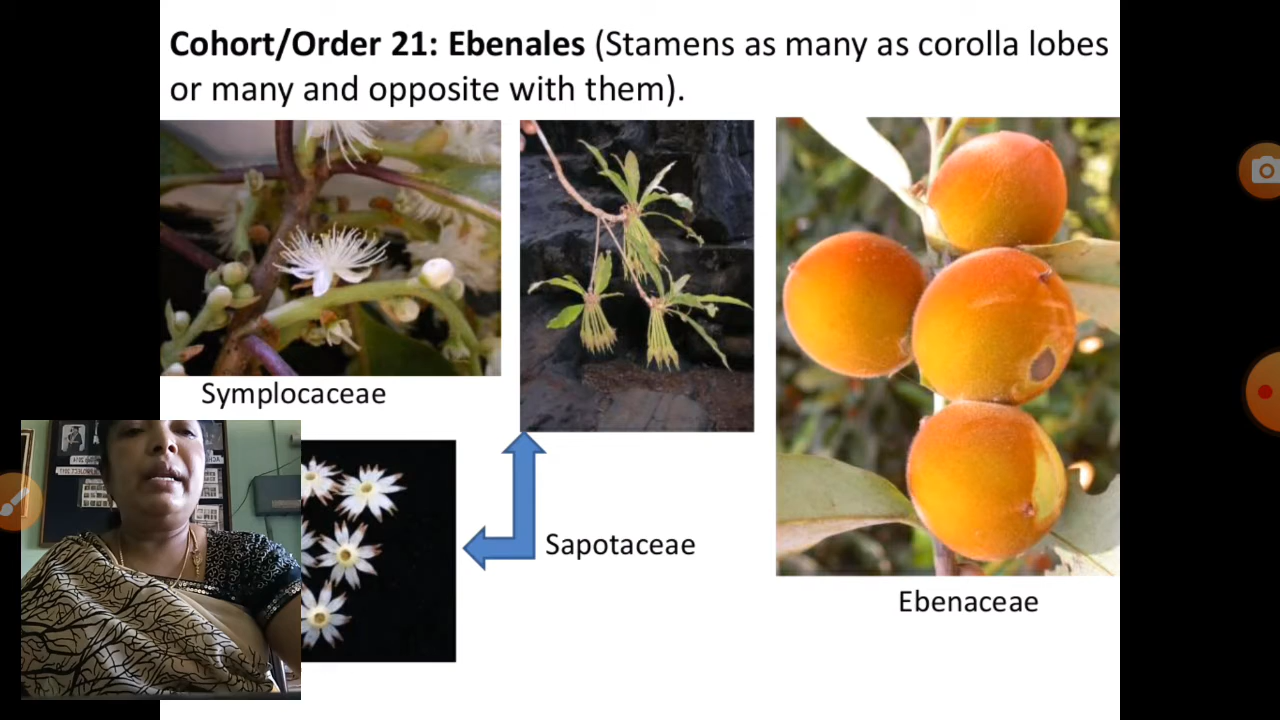 Cohort/Order 21: Ebenales (Stamens as many as corolla lobes
or many and opposite with them).
Symplocaceae
Sapotaceae
Ebenaceae